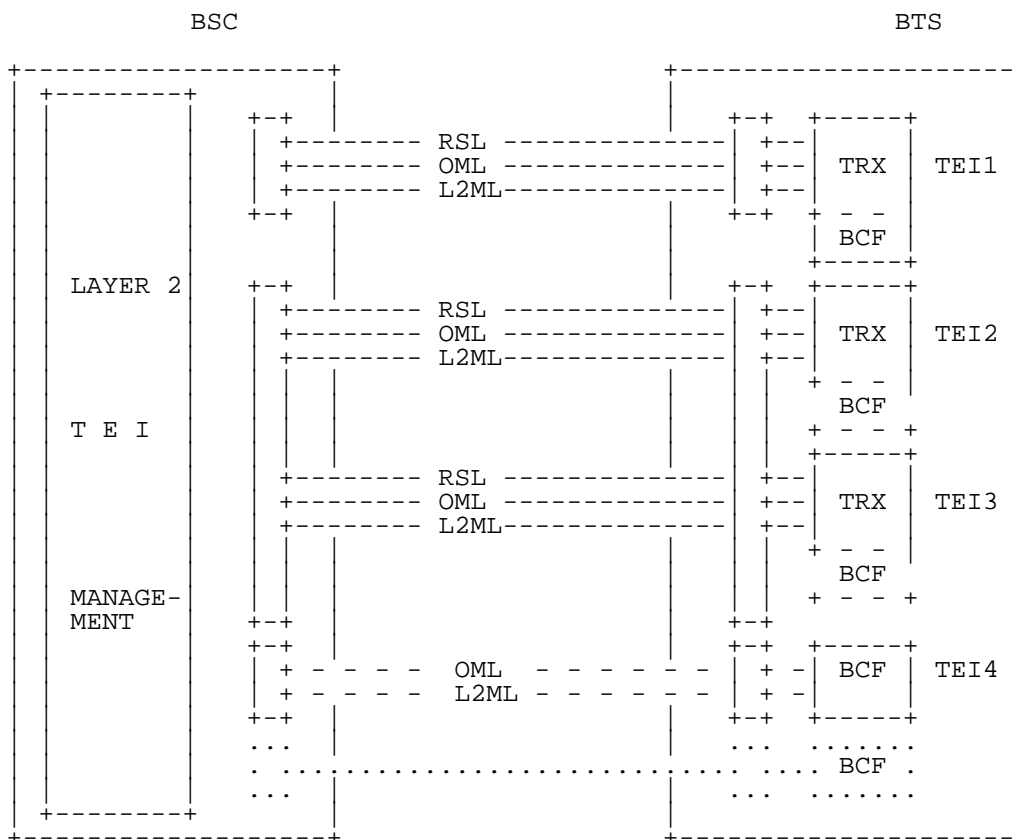 BSC BTS
RSL
OML TRX TEI1
L2ML
BCF
LAYER 2
RSL
OML TRX TEI2
L2ML
BCF
T E I
RSL
OML TRX TEI3
L2ML
BCF
MANAGE-
MENT
OML BCF TEI4
L2ML
BCF